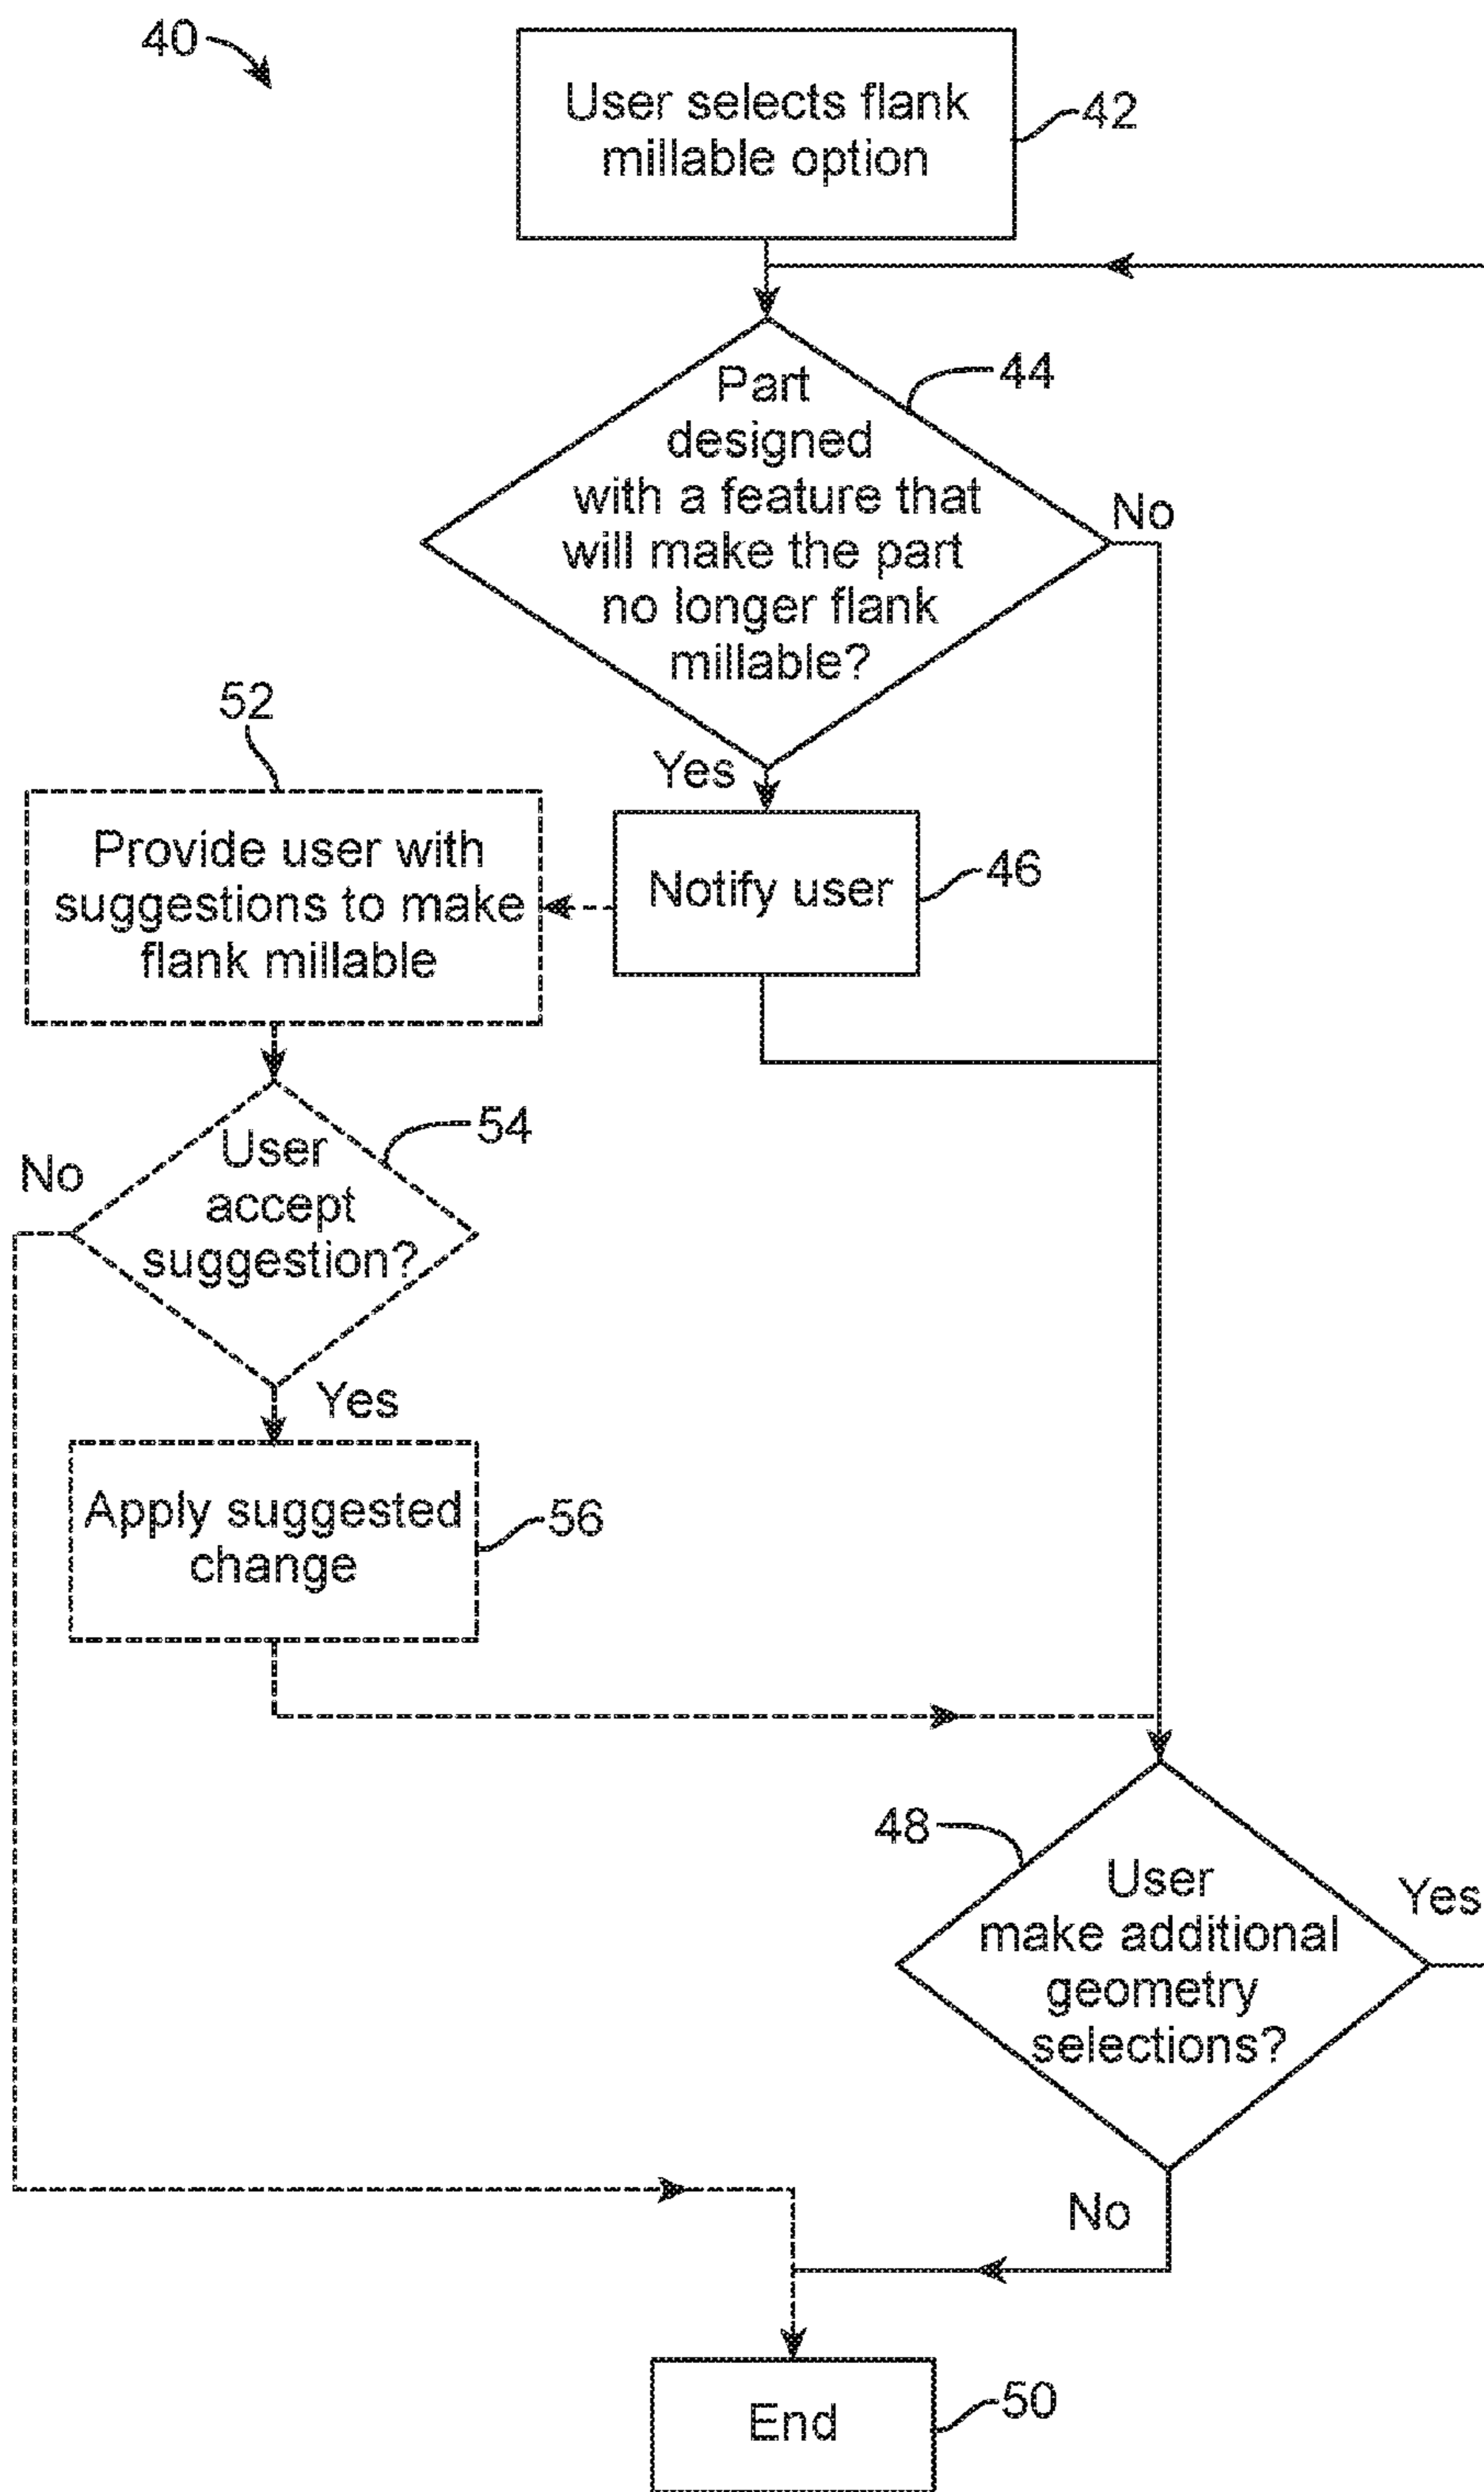 40
User selects flank
millable option
42
Part
designed
with a feature that
will make the part
no longer flank
millable?
44
No
Yes
52
Provide user with
suggestions to make
flank millable
Notify user
46
No
User
accept
suggestion?
54
Yes
Apply suggested
change
56
48
User
make additional
geometry
selections?
Yes
No
End
50